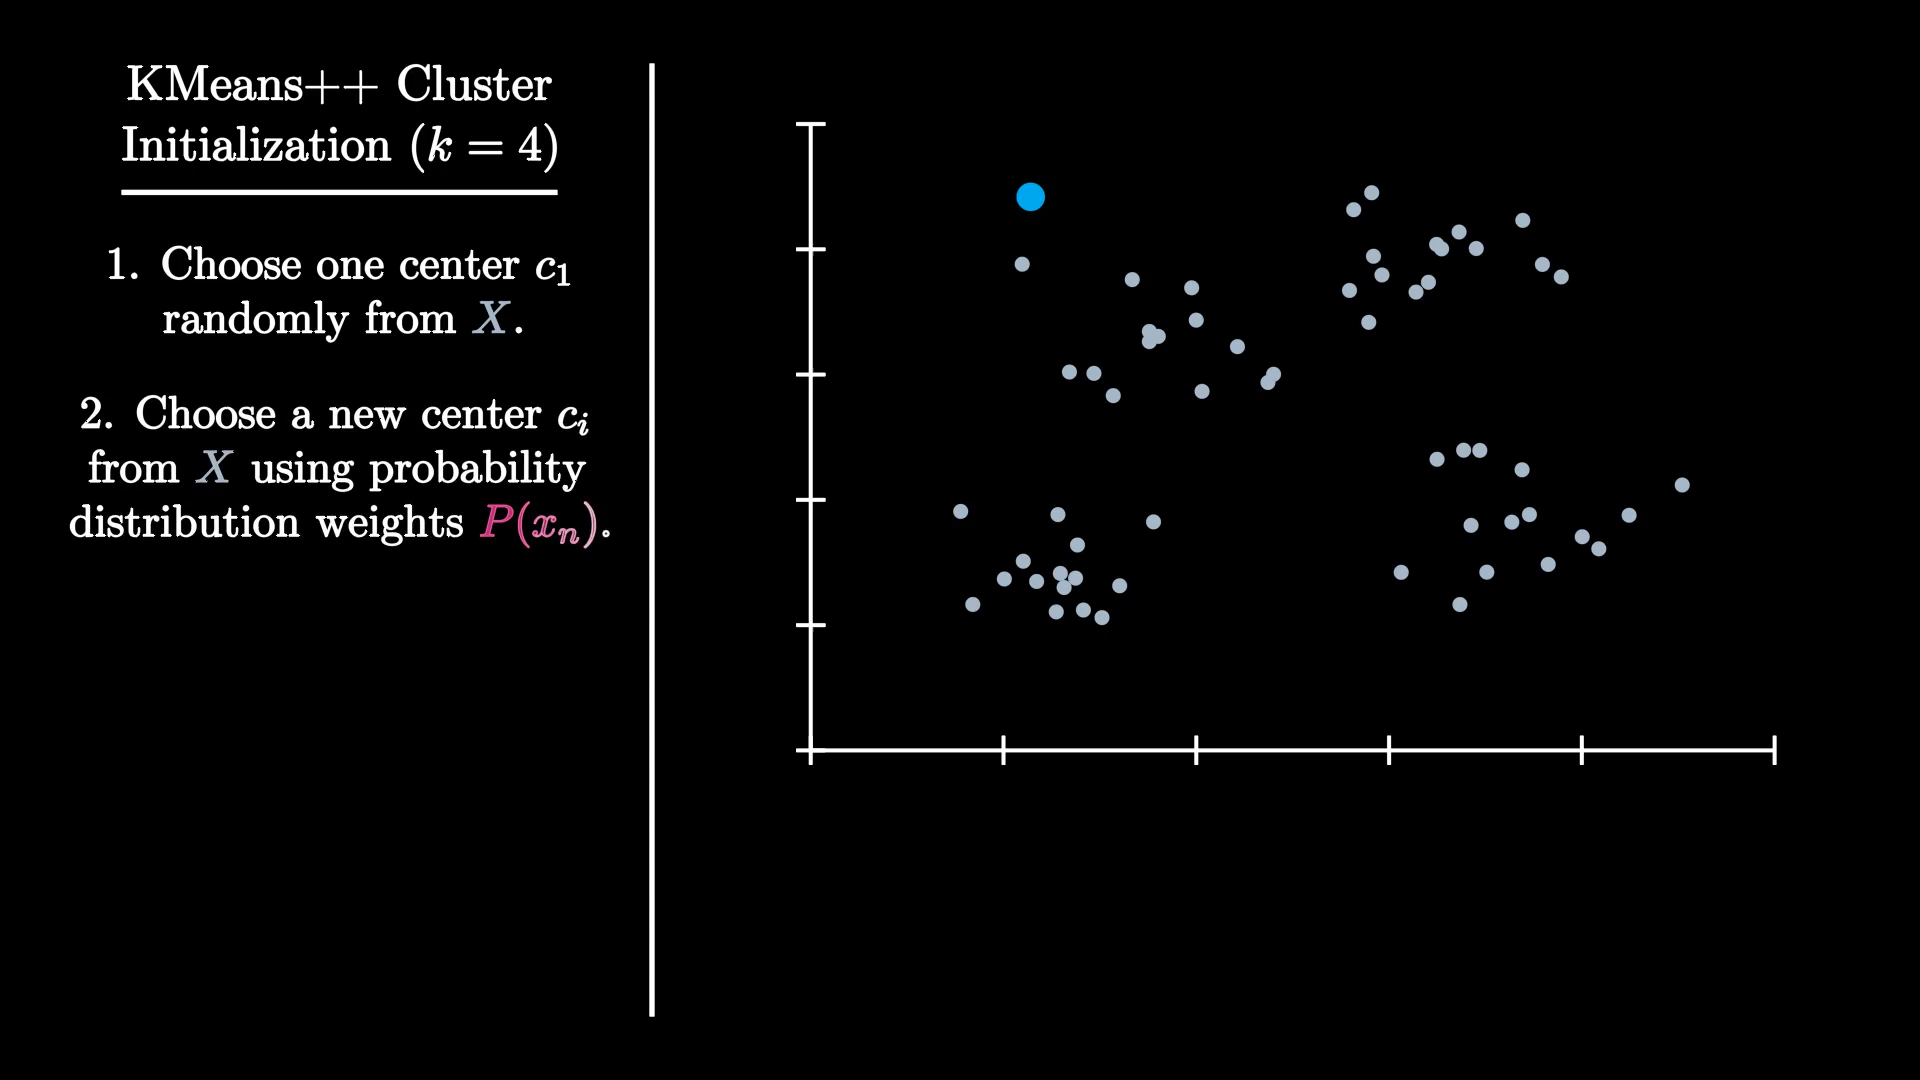 KMeans++ Cluster
Initialization (k = 4)
1. Choose one center c₁
randomly from X.
2. Choose a new center cᵢ
from X using probability
distribution weights P(xₙ).